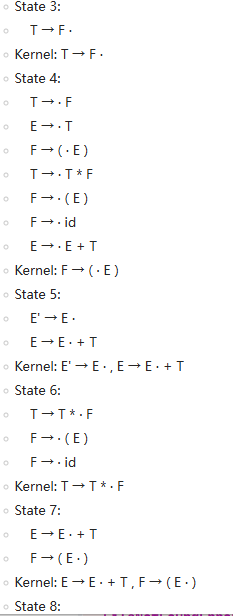 State 3:
T → F ·
Kernel: T → F ·
State 4:
T → · F
E → · T
F → ( · E )
T → · T * F
F → · ( E )
F → · id
E → · E + T
Kernel: F → ( · E )
State 5:
E' → E ·
E → E · + T
Kernel: E' → E · , E → E · + T
State 6:
T → T * · F
F → · ( E )
F → · id
Kernel: T → T * · F
State 7:
E → E · + T
F → ( E · )
Kernel: E → E · + T , F → ( E · )
State 8: